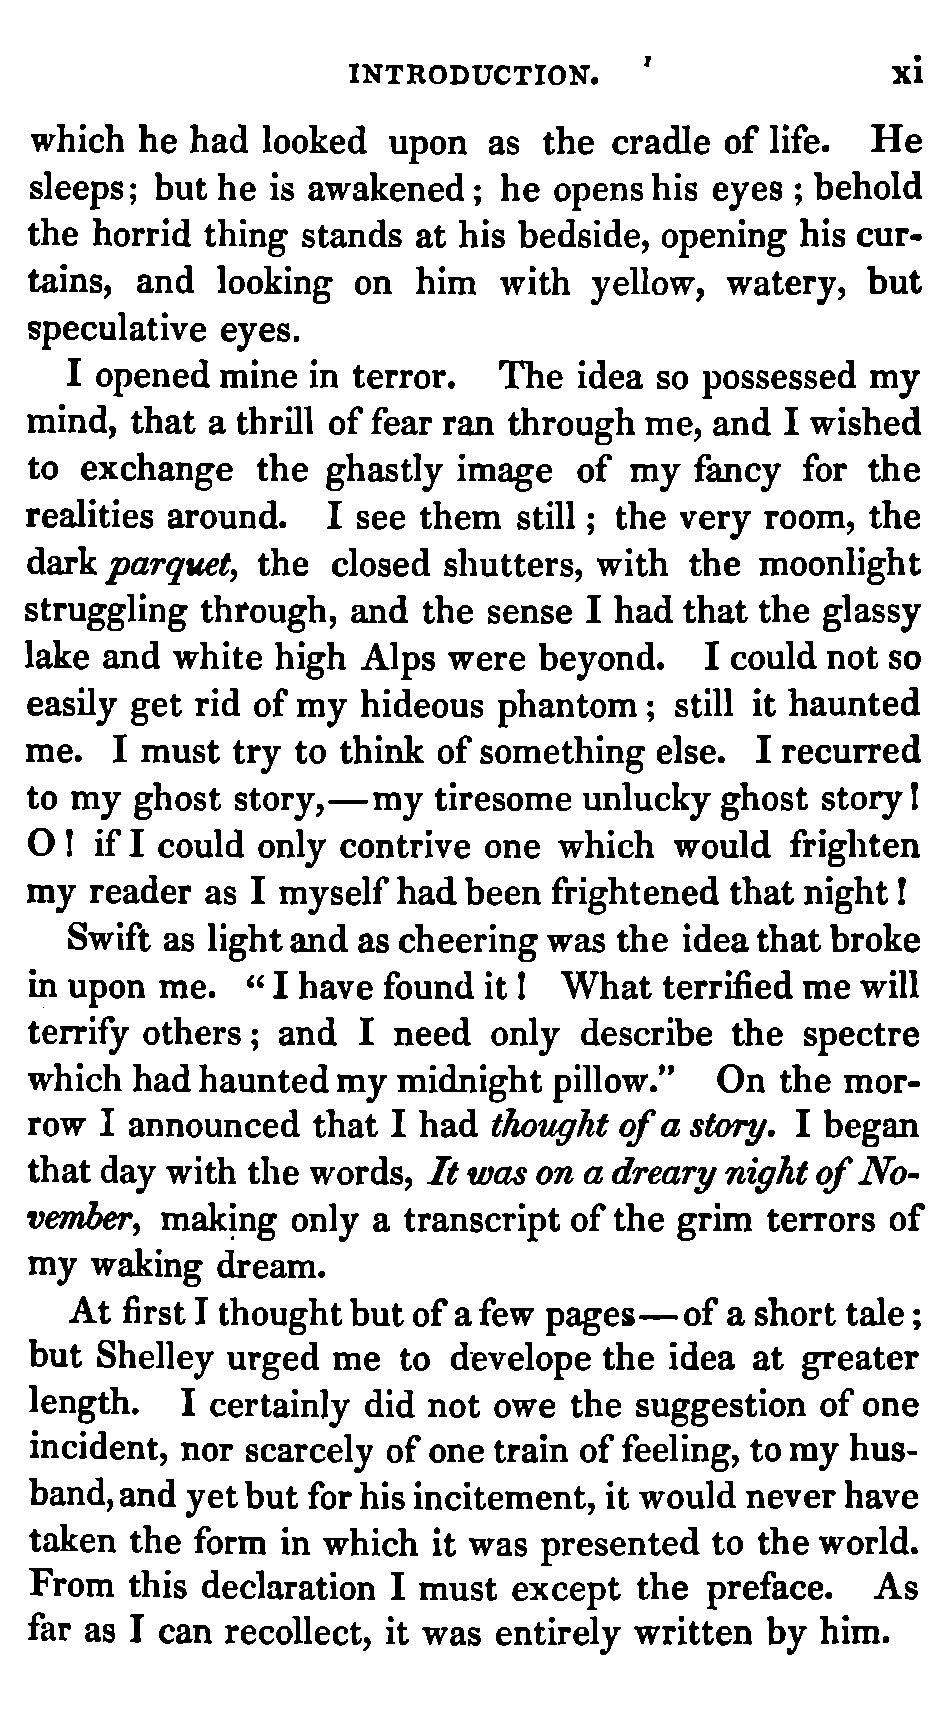 INTRODUCTION. xi
which he had looked upon as the cradle of life. He
sleeps; but he is awakened; he opens his eyes; behold
the horrid thing stands at his bedside, opening his cur-
tains, and looking on him with yellow, watery, but
speculative eyes.
I opened mine in terror. The idea so possessed my
mind, that a thrill of fear ran through me, and I wished
to exchange the ghastly image of my fancy for the
realities around. I see them still; the very room, the
dark parquet, the closed shutters, with the moonlight
struggling through, and the sense I had that the glassy
lake and white high Alps were beyond. I could not so
easily get rid of my hideous phantom; still it haunted
me. I must try to think of something else. I recurred
to my ghost story,—my tiresome unlucky ghost story!
O! if I could only contrive one which would frighten
my reader as I myself had been frightened that night!
Swift as light and as cheering was the idea that broke
in upon me. “I have found it! What terrified me will
terrify others; and I need only describe the spectre
which had haunted my midnight pillow.” On the mor-
row I announced that I had thought of a story. I began
that day with the words, It was on a dreary night of No-
vember, making only a transcript of the grim terrors of
my waking dream.
At first I thought but of a few pages—of a short tale;
but Shelley urged me to develope the idea at greater
length. I certainly did not owe the suggestion of one
incident, nor scarcely of one train of feeling, to my hus-
band, and yet but for his incitement, it would never have
taken the form in which it was presented to the world.
From this declaration I must except the preface. As
far as I can recollect, it was entirely written by him.